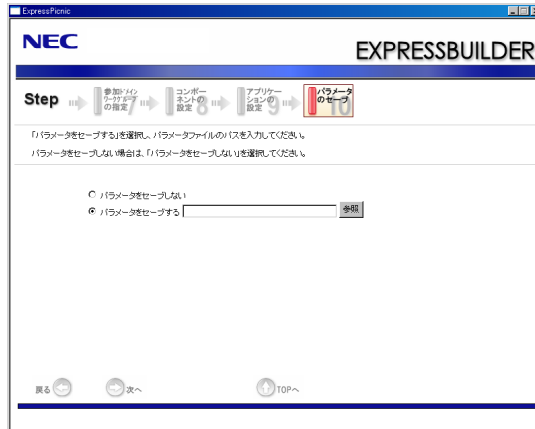 ExpressPicnic
NEC
EXPRESSBUILDER
Step
参加ドメイン
ワークグループ
の指定 7
コンポー
ネントの
設定 8
アプリケー
ションの
設定 9
パラメータ
のセーブ
10
「パラメータをセーブする」を選択し、パラメータファイルのパスを入力してください。
パラメータをセーブしない場合は、「パラメータをセーブしない」を選択してください。
パラメータをセーブしない
パラメータをセーブする 参照
戻る 次へ TOPへ